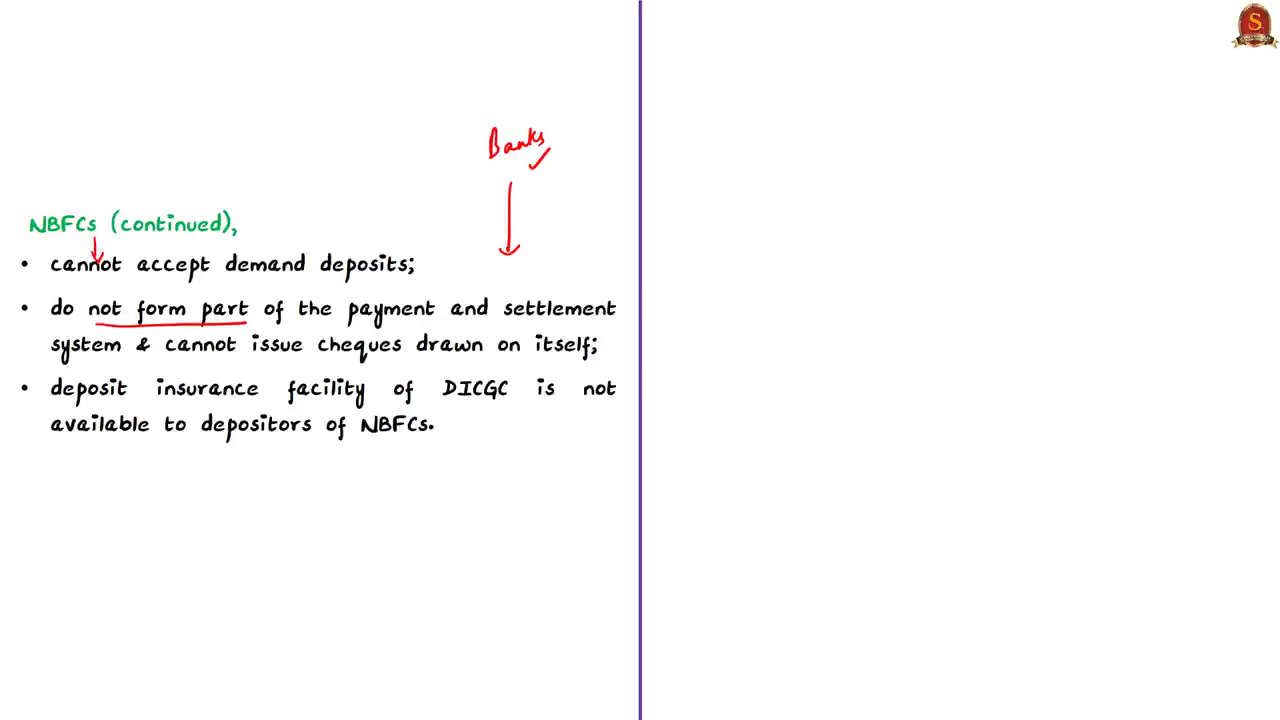 Banks
NBFCs (continued),
• cannot accept demand deposits;
• do not form part of the payment and settlement
system & cannot issue cheques drawn on itself;
• deposit insurance facility of DICGC is not
available to depositors of NBFCs.
S